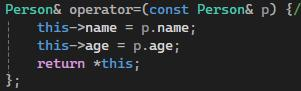 Person& operator=(const Person& p) {/
    this->name = p.name;
    this->age = p.age;
    return *this;
};